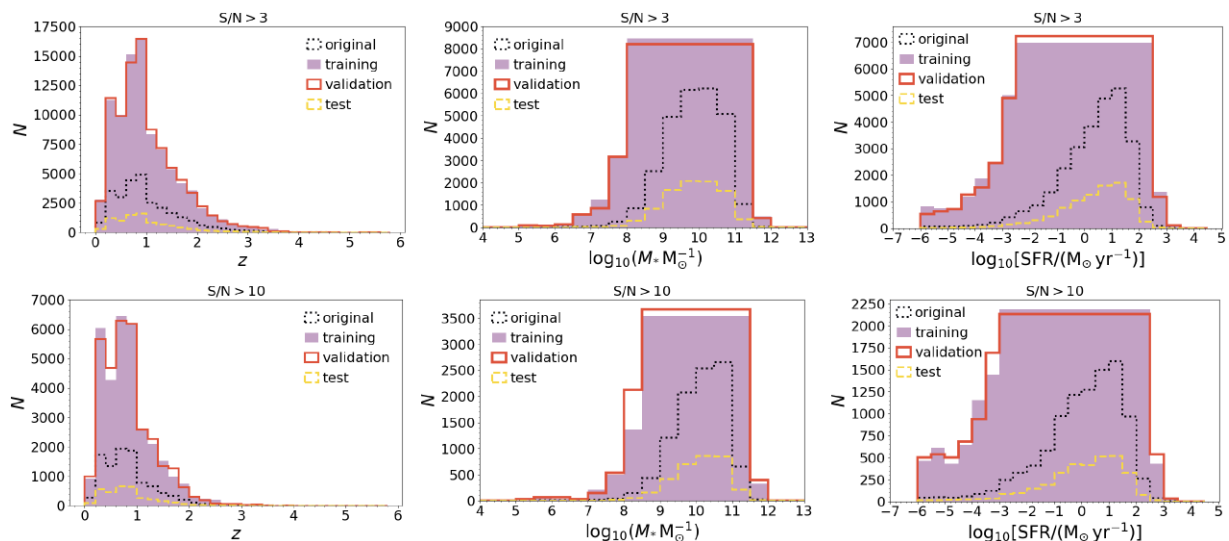 S/N > 3
17500
15000
12500
10000
7500
5000
2500
0
N
0 1 2 3 4 5 6
z
original
training
validation
test
S/N > 3
9000
8000
7000
6000
5000
4000
3000
2000
1000
0
N
4 5 6 7 8 9 10 11 12 13
log₁₀(M* M⊙⁻¹)
original
training
validation
test
S/N > 3
7000
6000
5000
4000
3000
2000
1000
0
N
−7 −6 −5 −4 −3 −2 −1 0 1 2 3 4 5
log₁₀[SFR/(M⊙ yr⁻¹)]
original
training
validation
test
S/N > 10
7000
6000
5000
4000
3000
2000
1000
0
N
0 1 2 3 4 5 6
z
original
training
validation
test
S/N > 10
3500
3000
2500
2000
1500
1000
500
0
N
4 5 6 7 8 9 10 11 12 13
log₁₀(M* M⊙⁻¹)
original
training
validation
test
S/N > 10
2250
2000
1750
1500
1250
1000
750
500
250
0
N
−7 −6 −5 −4 −3 −2 −1 0 1 2 3 4 5
log₁₀[SFR/(M⊙ yr⁻¹)]
original
training
validation
test